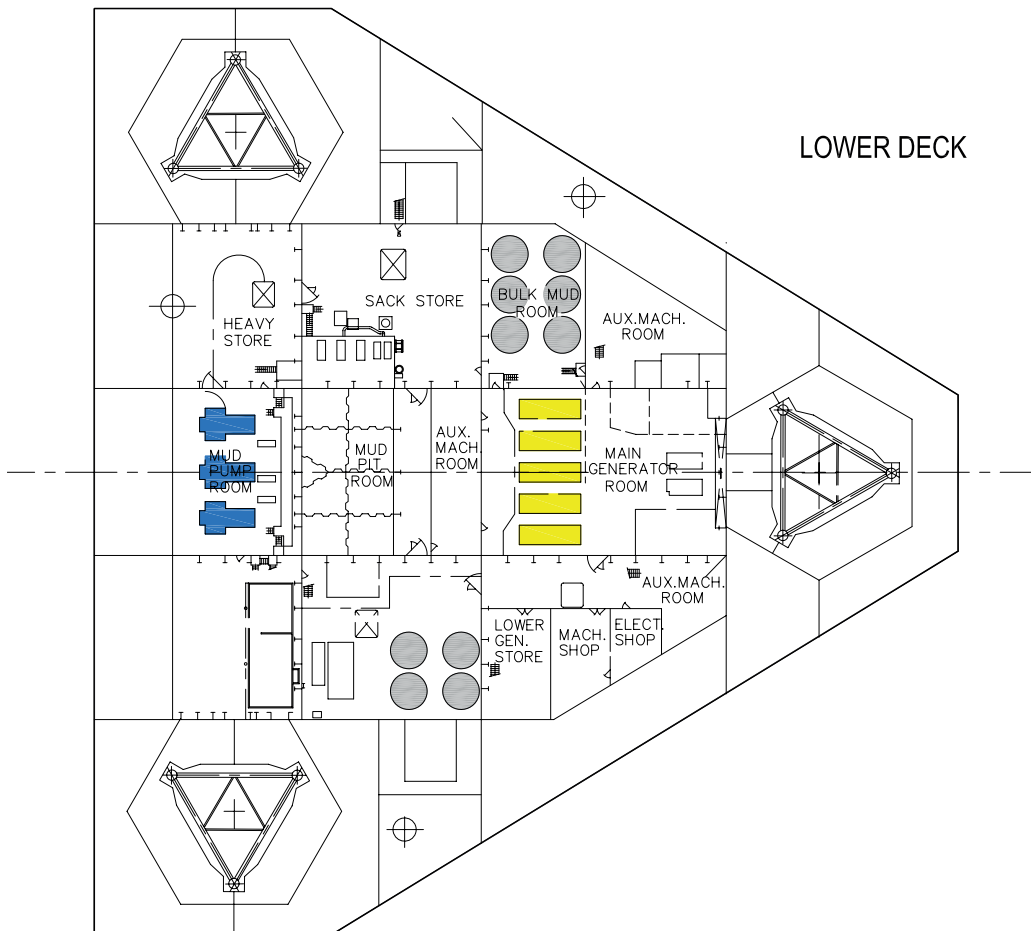 LOWER DECK
SACK STORE
BULK MUD
ROOM
HEAVY
STORE
AUX.MACH.
ROOM
MUD
PUMP
ROOM
MUD
PIT
ROOM
AUX.
MACH.
ROOM
MAIN
GENERATOR
ROOM
AUX.MACH.
ROOM
LOWER
GEN.
STORE
MACH.
SHOP
ELECT.
SHOP